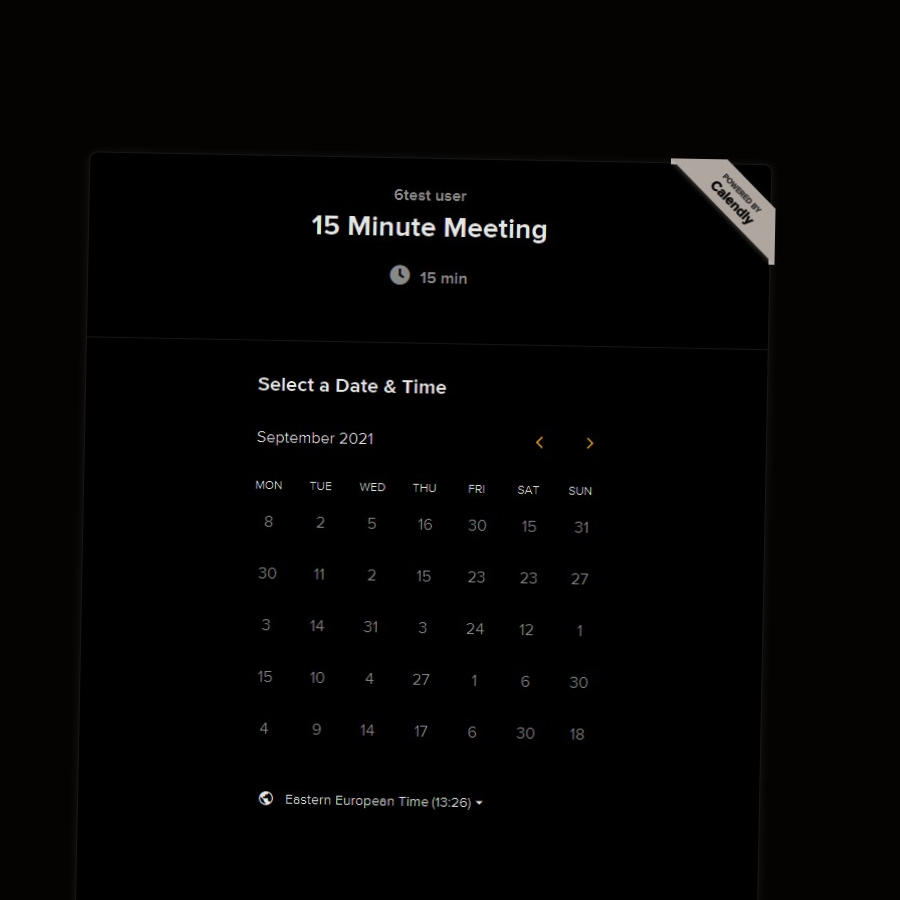 POWERED BY
Calendly
6test user
15 Minute Meeting
15 min
Select a Date & Time
September 2021
MON TUE WED THU FRI SAT SUN
8 2 5 16 30 15 31
30 11 2 15 23 23 27
3 14 31 3 24 12 1
15 10 4 27 1 6 30
4 9 14 17 6 30 18
Eastern European Time (13:26)